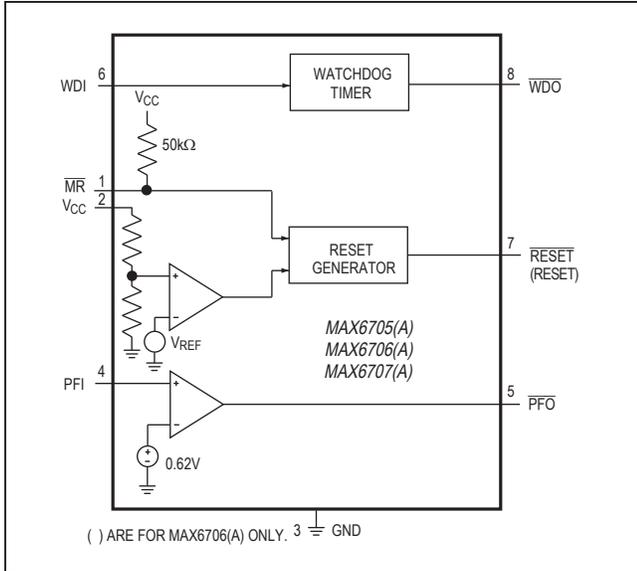 WDI
6
WATCHDOG
TIMER
8
WDO
VCC
50kΩ
MR
1
2
VCC
RESET
GENERATOR
7
RESET
(RESET)
VREF
MAX6705(A)
MAX6706(A)
MAX6707(A)
PFI
4
5
PFO
0.62V
( ) ARE FOR MAX6706(A) ONLY.
3
GND
+
−
+
−
+
−